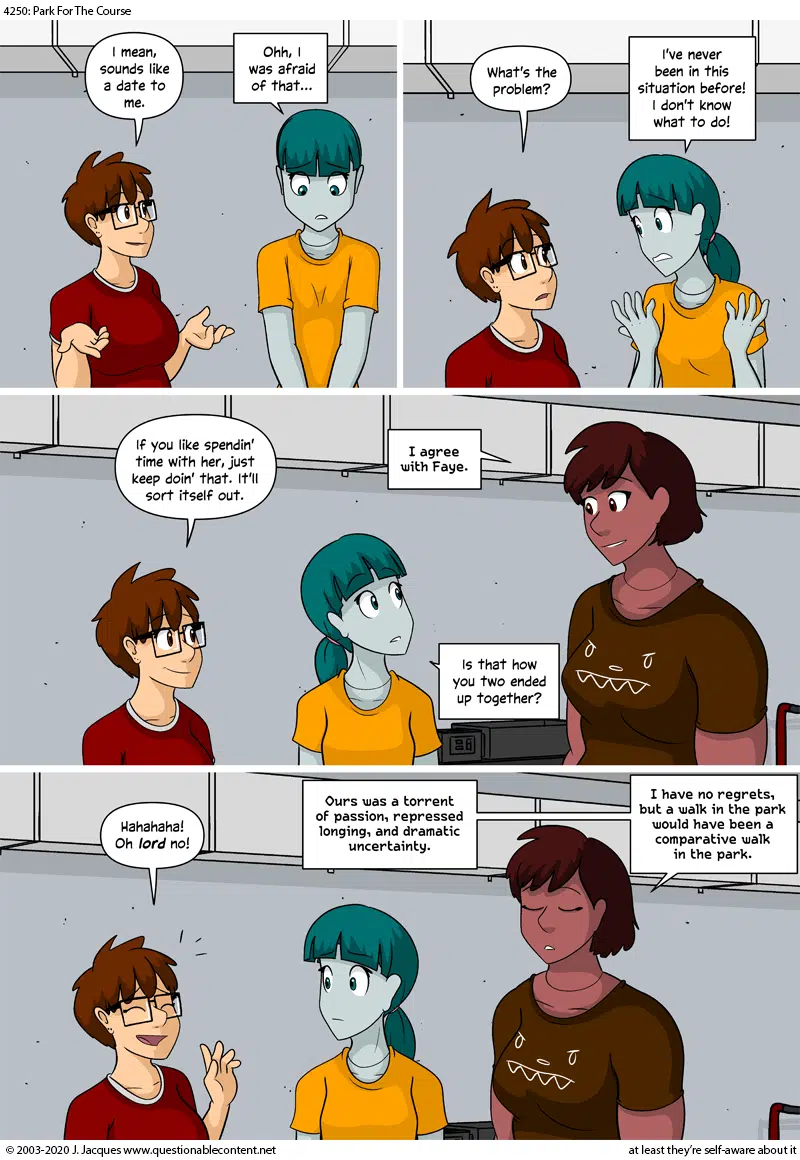 4250: Park For The Course
I mean,
sounds like
a date to
me.
Ohh, I
was afraid
of that...
What's the
problem?
I've never
been in this
situation before!
I don't know
what to do!
If you like spendin'
time with her, just
keep doin' that. It'll
sort itself out.
I agree
with Faye.
Is that how
you two ended
up together?
Hahahaha!
Oh lord no!
Ours was a torrent
of passion, repressed
longing, and dramatic
uncertainty.
I have no regrets,
but a walk in the park
would have been a
comparative walk
in the park.
© 2003-2020 J. Jacques www.questionablecontent.net
at least they're self-aware about it